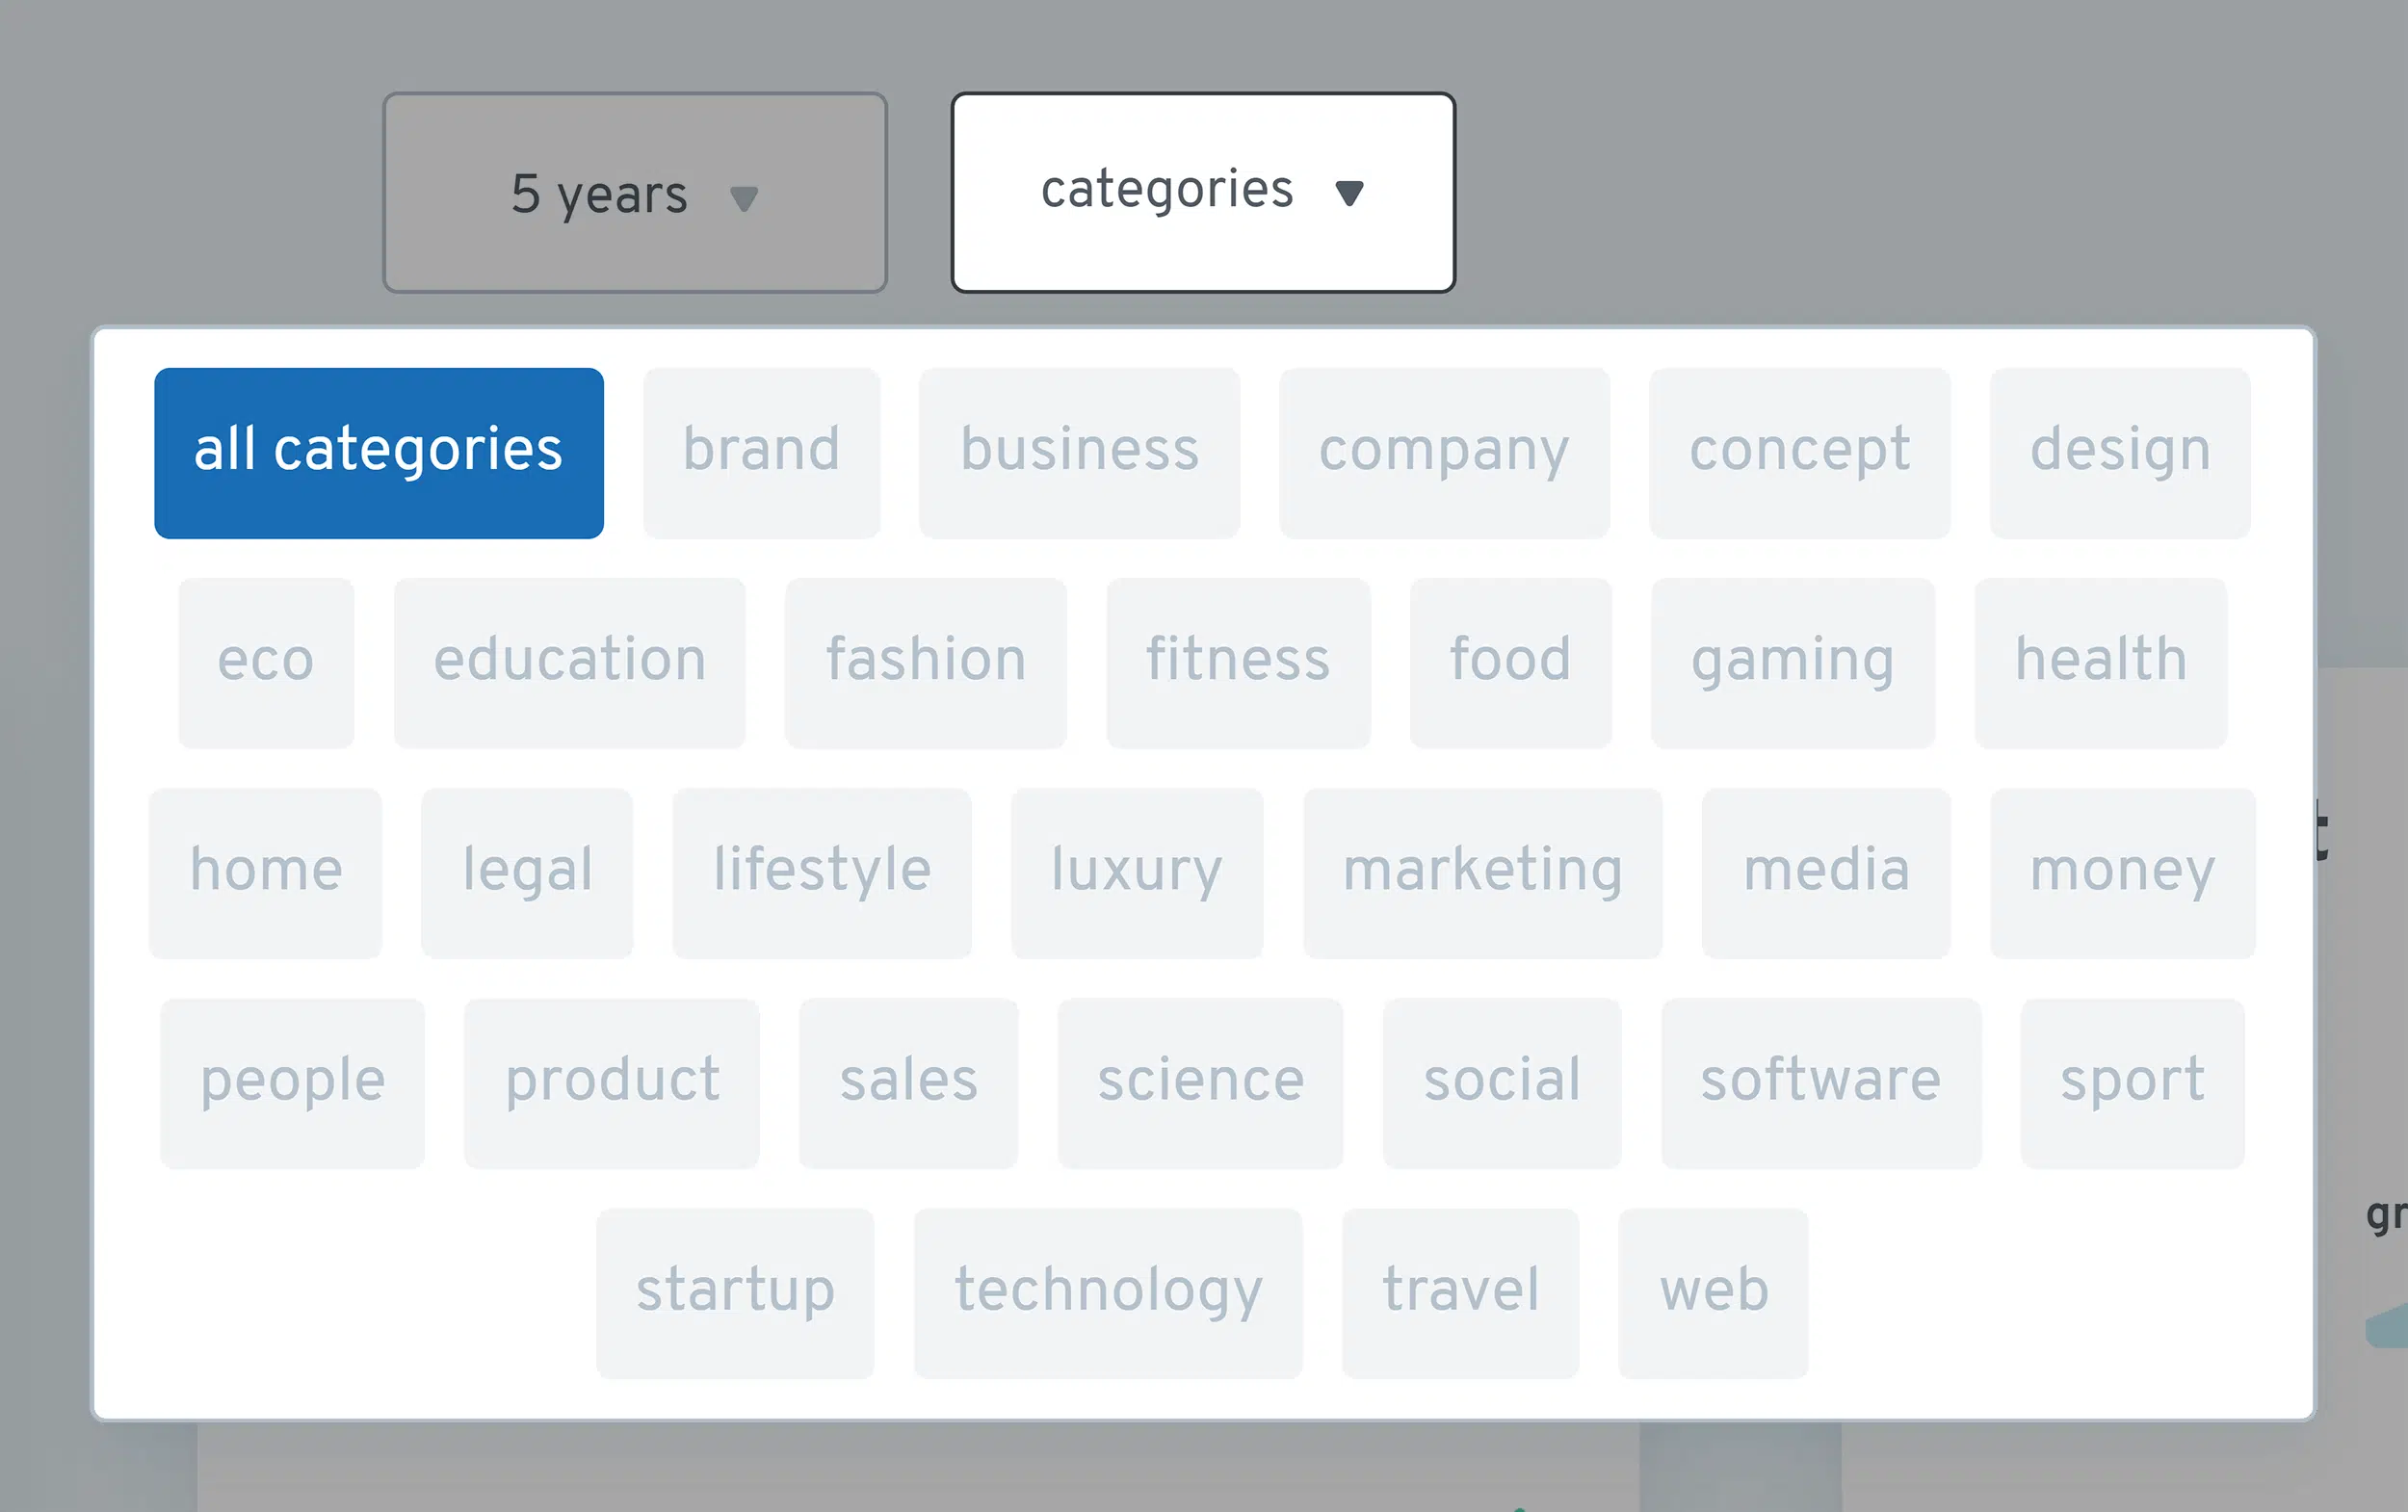 5 years
categories
all categories brand business company concept design
eco education fashion fitness food gaming health
home legal lifestyle luxury marketing media money
people product sales science social software sport
startup technology travel web